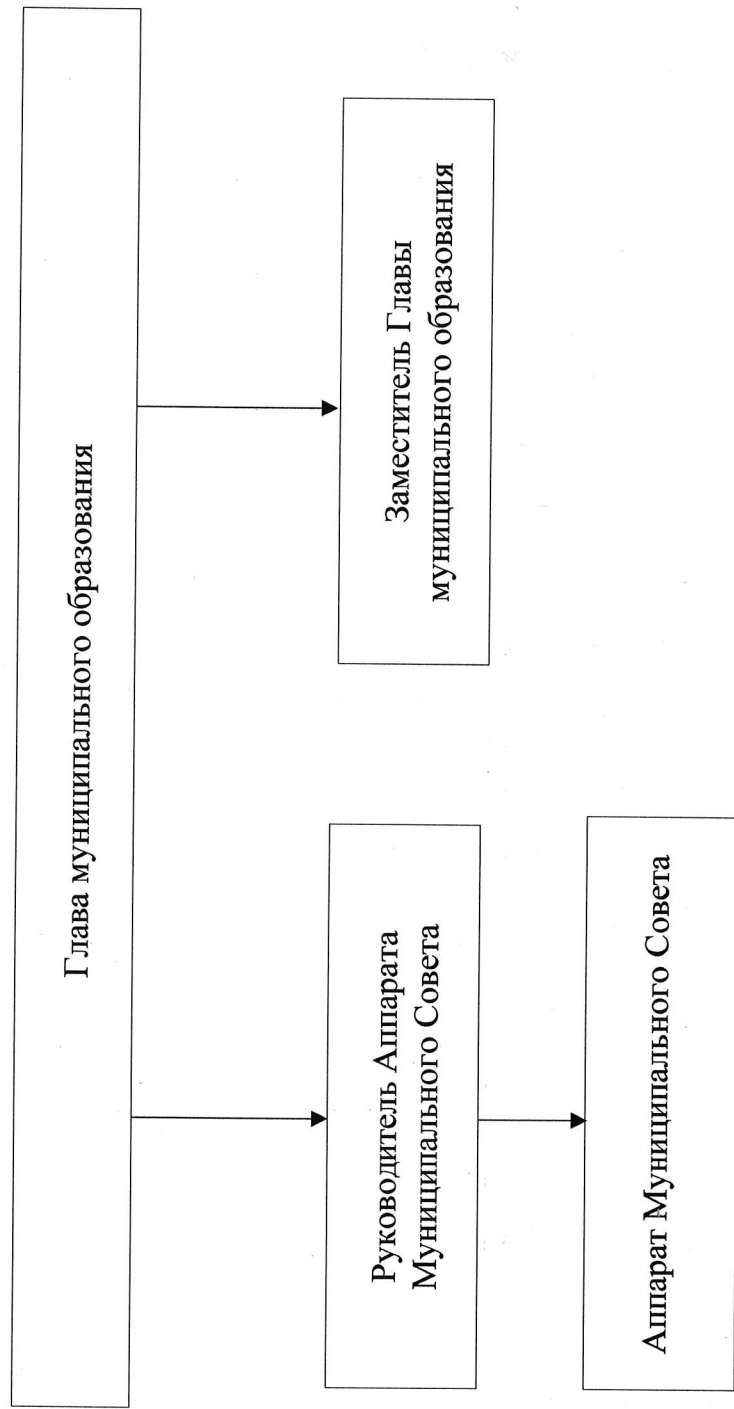 Глава муниципального образования
Руководитель Аппарата
Муниципального Совета
Заместитель Главы
муниципального образования
Аппарат Муниципального Совета